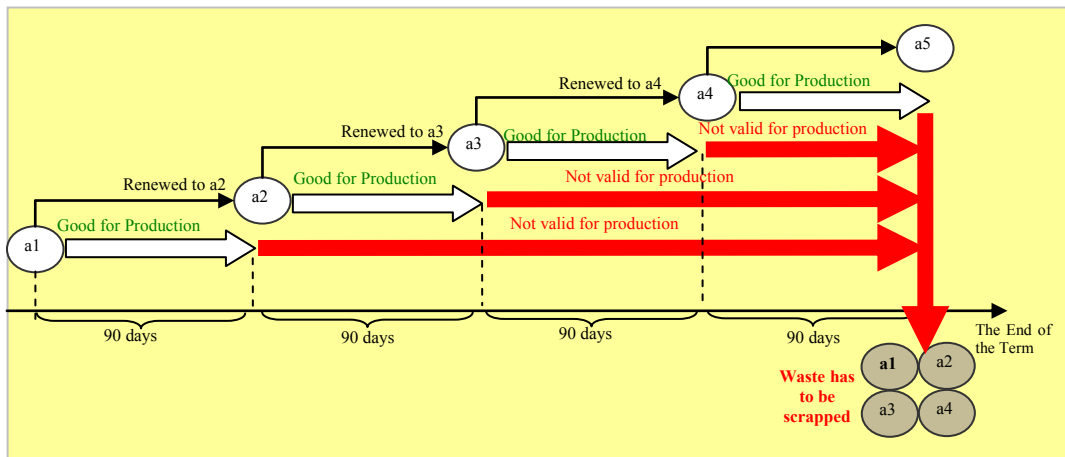 a5
Renewed to a4
a4
Good for Production
Renewed to a3
a3
Good for Production
Not valid for production
Renewed to a2
a2
Good for Production
Not valid for production
a1
Good for Production
Not valid for production
90 days
90 days
90 days
90 days
The End of
the Term
Waste has
to be
scrapped
a1
a2
a3
a4